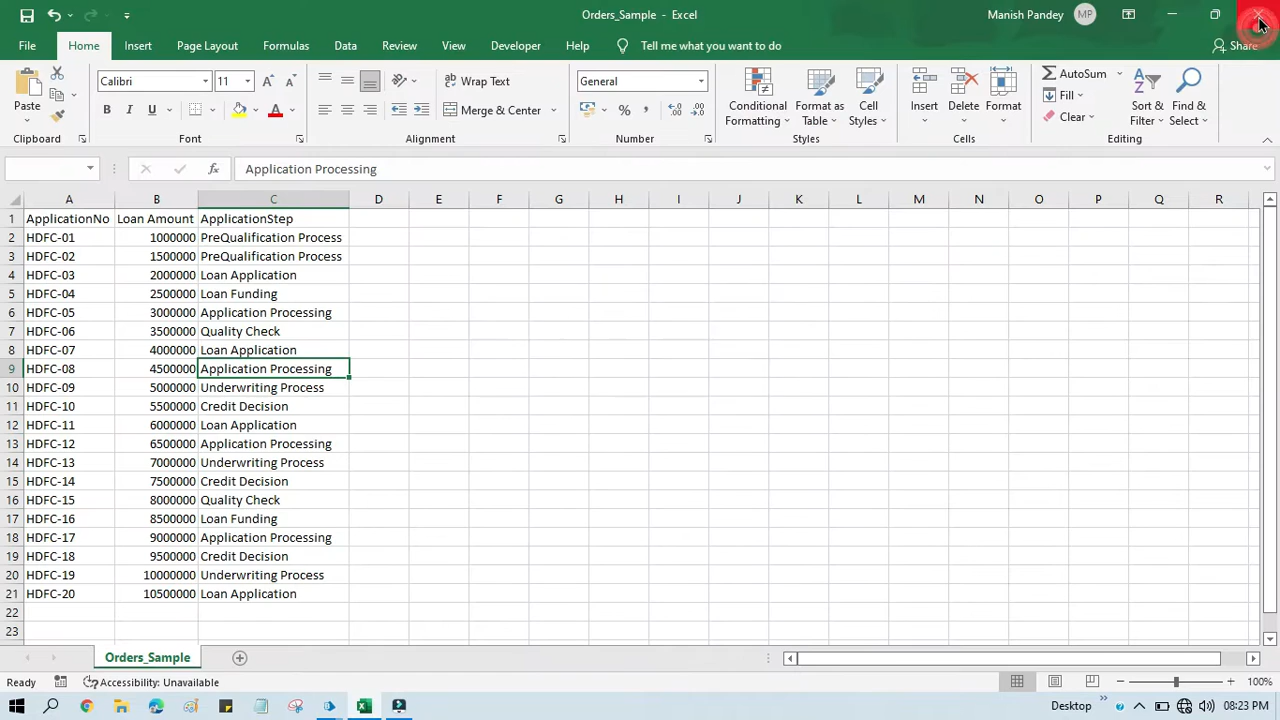 Orders_Sample - Excel
Manish Pandey MP
File Home Insert Page Layout Formulas Data Review View Developer Help Tell me what you want to do Share
Paste Calibri 11 Wrap Text General Conditional Formatting Format as Table Cell Styles Insert Delete Format AutoSum Fill Clear Sort & Filter Find & Select
B I U A Merge & Center % ,
Clipboard Font Alignment Number Styles Cells Editing
fx Application Processing
A B C D E F G H I J K L M N O P Q R
1 ApplicationNo Loan Amount ApplicationStep
2 HDFC-01 1000000 PreQualification Process
3 HDFC-02 1500000 PreQualification Process
4 HDFC-03 2000000 Loan Application
5 HDFC-04 2500000 Loan Funding
6 HDFC-05 3000000 Application Processing
7 HDFC-06 3500000 Quality Check
8 HDFC-07 4000000 Loan Application
9 HDFC-08 4500000 Application Processing
10 HDFC-09 5000000 Underwriting Process
11 HDFC-10 5500000 Credit Decision
12 HDFC-11 6000000 Loan Application
13 HDFC-12 6500000 Application Processing
14 HDFC-13 7000000 Underwriting Process
15 HDFC-14 7500000 Credit Decision
16 HDFC-15 8000000 Quality Check
17 HDFC-16 8500000 Loan Funding
18 HDFC-17 9000000 Application Processing
19 HDFC-18 9500000 Credit Decision
20 HDFC-19 10000000 Underwriting Process
21 HDFC-20 10500000 Loan Application
22
23
Orders_Sample
Ready Accessibility: Unavailable 100%
Desktop 08:23 PM